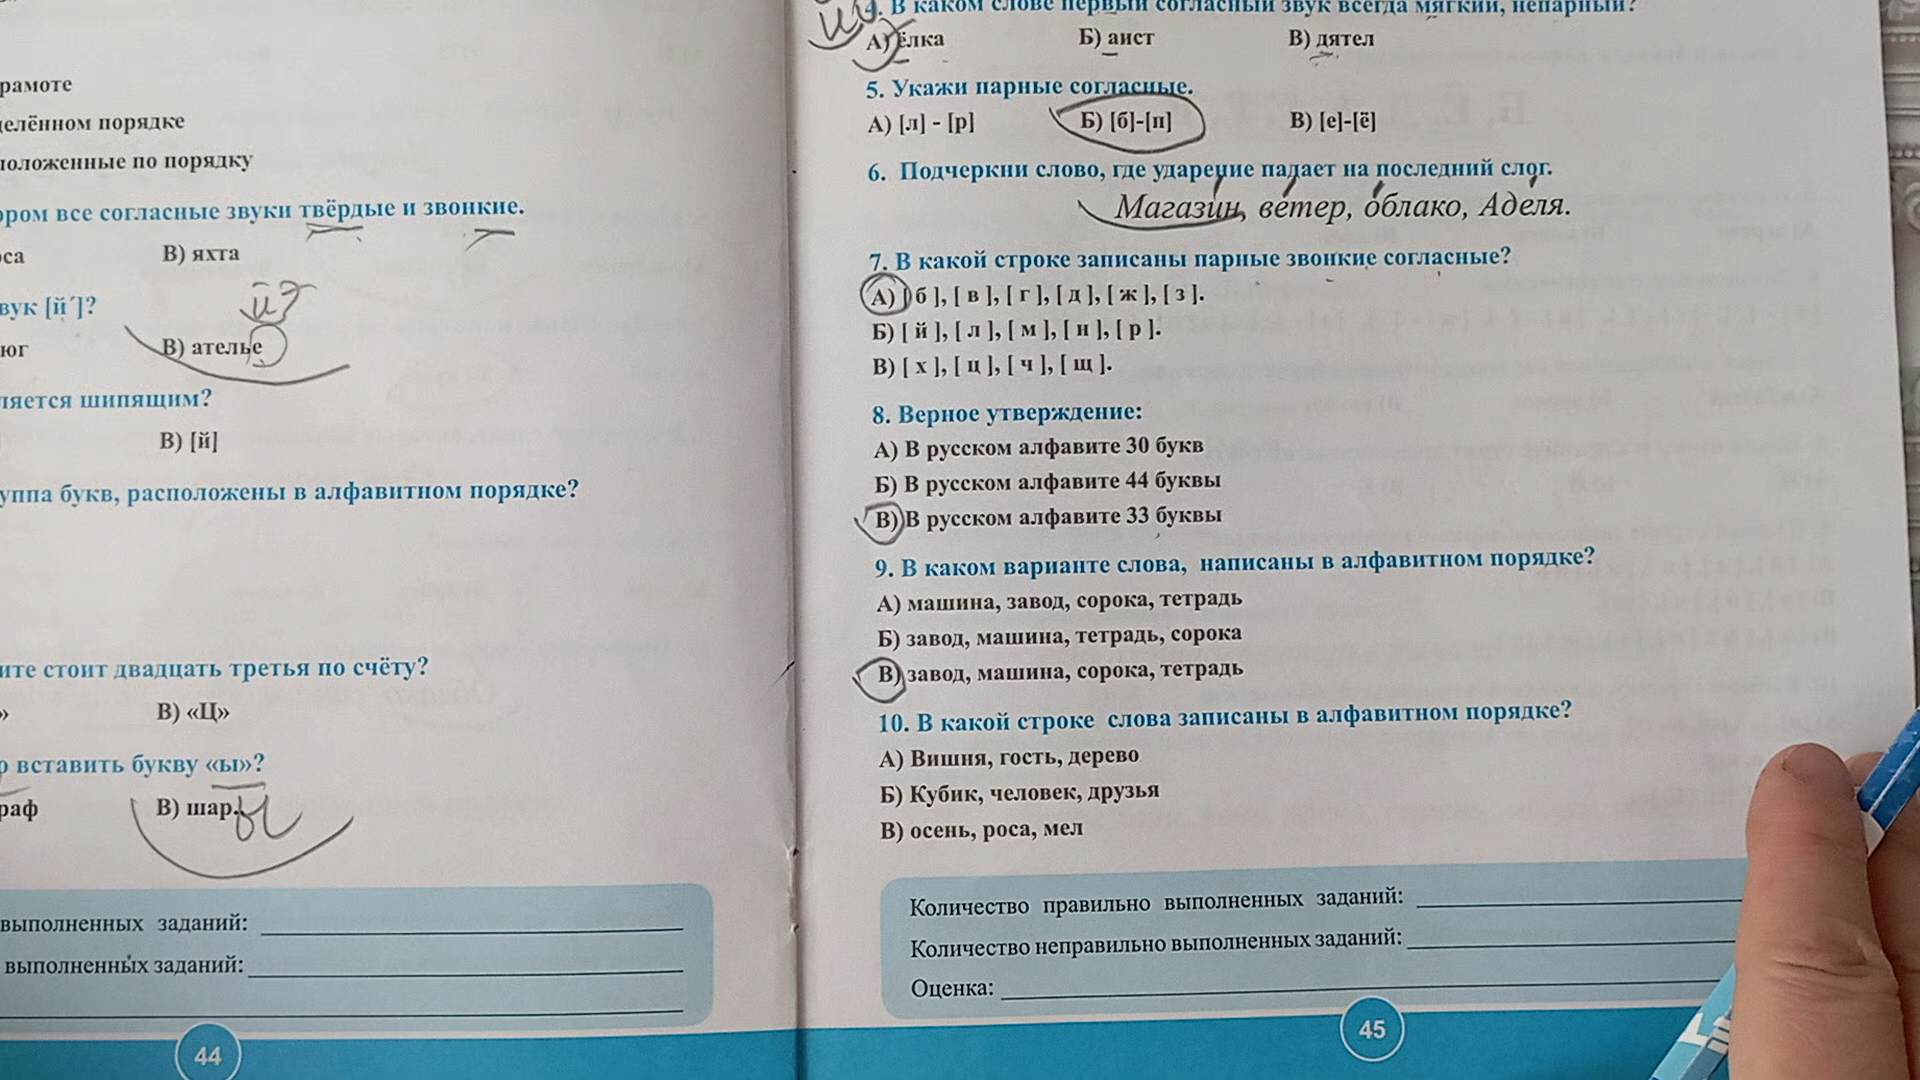 рамоте
делённом порядке
положенные по порядку
ором все согласные звуки твёрдые и звонкие.
са В) яхта
вук [й´]?
йэ
юг В) ателье
ляется шипящим?
В) [й]
уппа букв, расположены в алфавитном порядке?
ите стоит двадцать третья по счёту?
» В) «Ц»
р вставить букву «ы»?
раф В) шар. ы
выполненных заданий:
выполненных заданий:
44
4. В каком слове первый согласный звук всегда мягкий, непарный?
А) ёлка Б) аист В) дятел
5. Укажи парные согласные.
А) [л] - [р] Б) [б]-[п] В) [е]-[ё]
6. Подчеркни слово, где ударение падает на последний слог.
Магазин, ветер, облако, Аделя.
7. В какой строке записаны парные звонкие согласные?
А) [ б ], [ в ], [ г ], [ д ], [ ж ], [ з ].
Б) [ й ], [ л ], [ м ], [ н ], [ р ].
В) [ х ], [ ц ], [ ч ], [ щ ].
8. Верное утверждение:
А) В русском алфавите 30 букв
Б) В русском алфавите 44 буквы
В) В русском алфавите 33 буквы
9. В каком варианте слова, написаны в алфавитном порядке?
А) машина, завод, сорока, тетрадь
Б) завод, машина, тетрадь, сорока
В) завод, машина, сорока, тетрадь
10. В какой строке слова записаны в алфавитном порядке?
А) Вишня, гость, дерево
Б) Кубик, человек, друзья
В) осень, роса, мел
Количество правильно выполненных заданий:
Количество неправильно выполненных заданий:
Оценка:
45